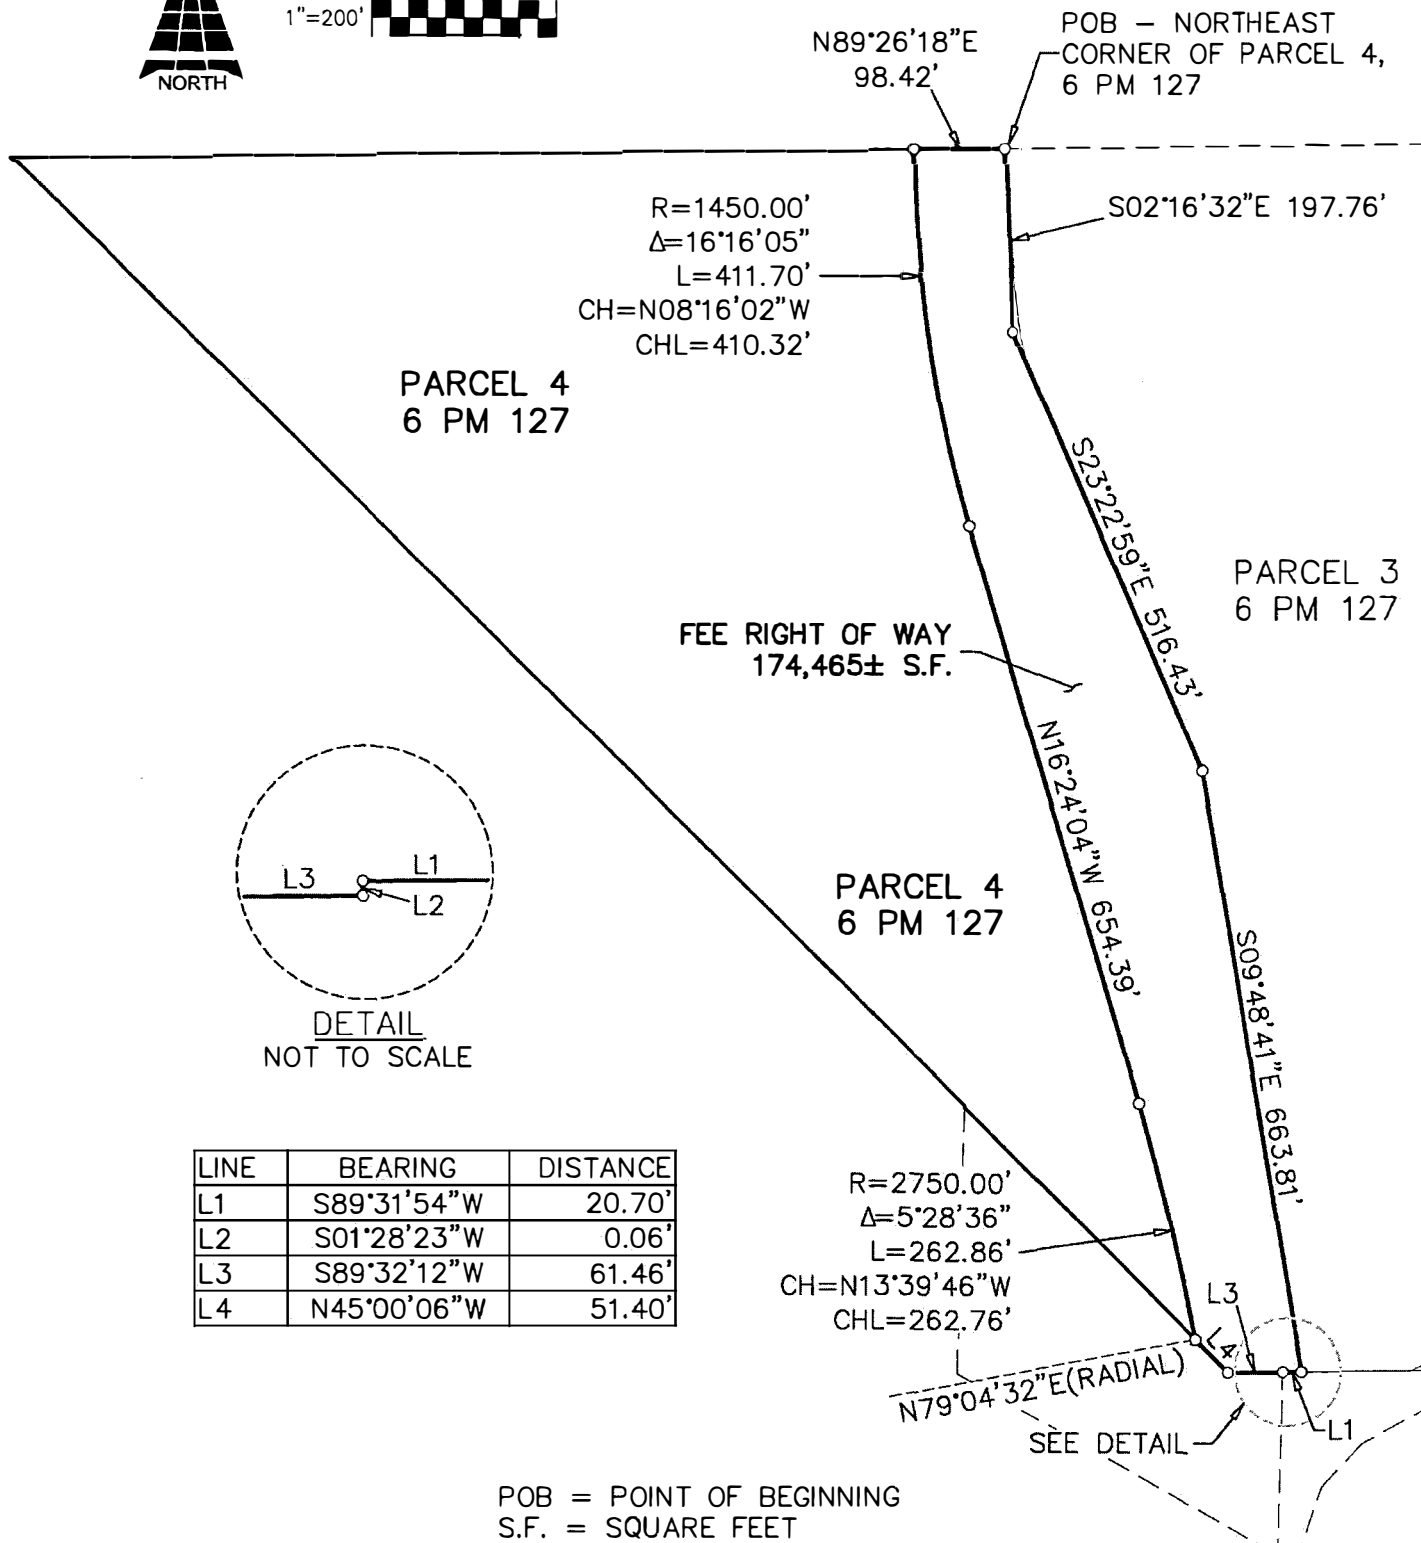 1"=200'
NORTH
N89°26'18"E
98.42'
POB – NORTHEAST
CORNER OF PARCEL 4,
6 PM 127
R=1450.00'
Δ=16°16'05"
L=411.70'
CH=N08°16'02"W
CHL=410.32'
S02°16'32"E 197.76'
PARCEL 4
6 PM 127
S23°22'59"E 516.43'
PARCEL 3
6 PM 127
FEE RIGHT OF WAY
174,465± S.F.
N16°24'04"W 654.39'
L3
L1
L2
DETAIL
NOT TO SCALE
PARCEL 4
6 PM 127
S09°48'41"E 663.81'
LINE BEARING DISTANCE
L1 S89°31'54"W 20.70'
L2 S01°28'23"W 0.06'
L3 S89°32'12"W 61.46'
L4 N45°00'06"W 51.40'
R=2750.00'
Δ=5°28'36"
L=262.86'
CH=N13°39'46"W
CHL=262.76'
L3
L4
N79°04'32"E(RADIAL)
SEE DETAIL
L1
POB = POINT OF BEGINNING
S.F. = SQUARE FEET